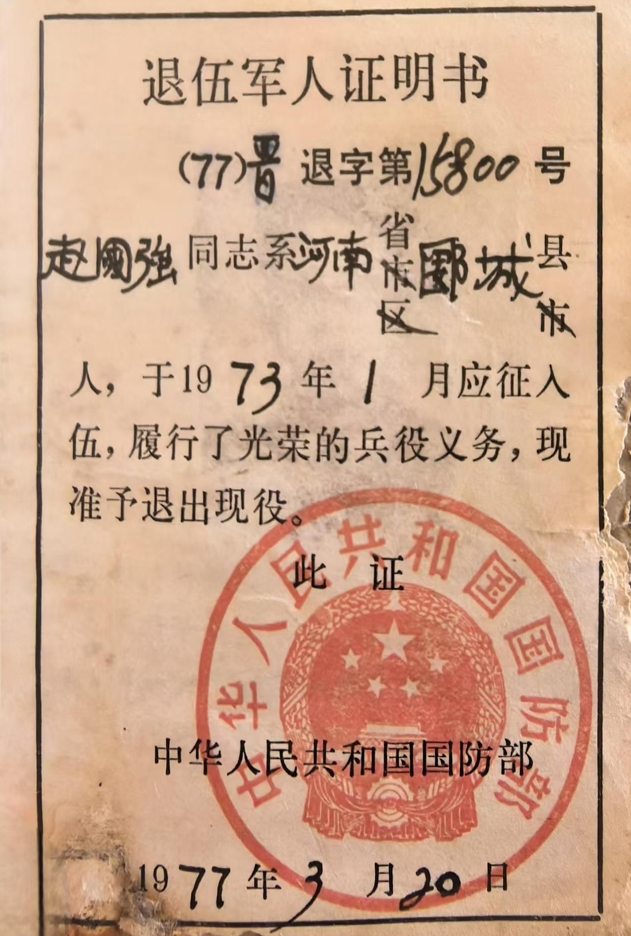 退伍军人证明书
(77)晋 退字第15800号
赵國强同志系河南省市区郾城县市
人，于1973年1月应征入
伍，履行了光荣的兵役义务，现
准予退出现役。
此 证
中华人民共和国国防部
中华人民共和国国防部
1977年3月20日